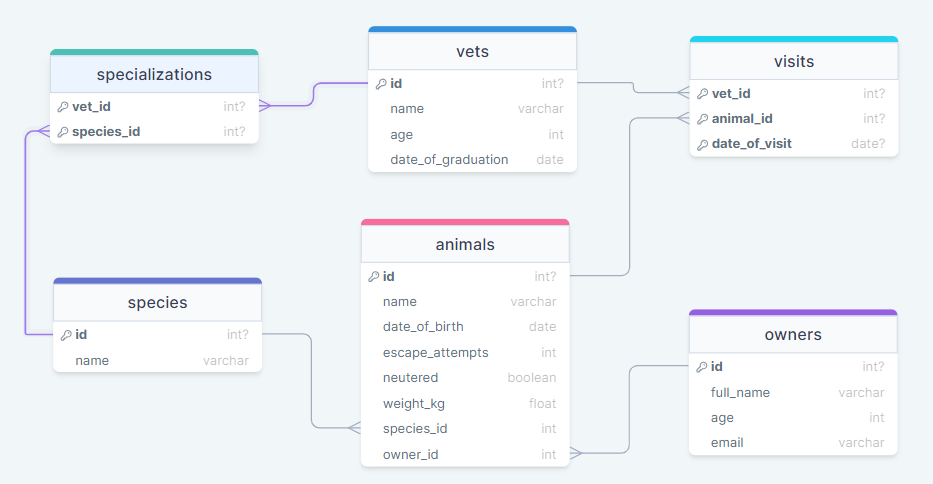 specializations
vet_id int?
species_id int?
vets
id int?
name varchar
age int
date_of_graduation date
visits
vet_id int?
animal_id int?
date_of_visit date?
animals
id int?
name varchar
date_of_birth date
escape_attempts int
neutered boolean
weight_kg float
species_id int
owner_id int
species
id int?
name varchar
owners
id int?
full_name varchar
age int
email varchar